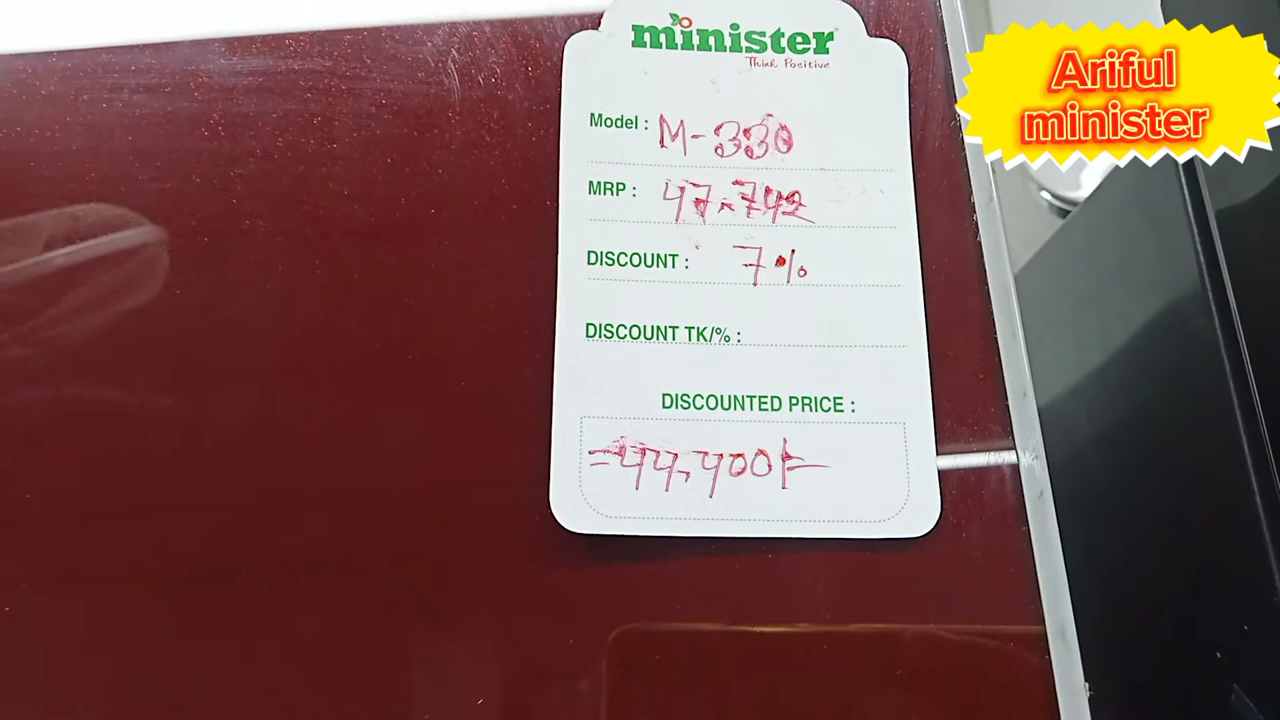 minister
Think Positive
Model : M-330
MRP : 47,742
DISCOUNT : 7%
DISCOUNT TK/% :
DISCOUNTED PRICE :
=44,400/=
Ariful
minister